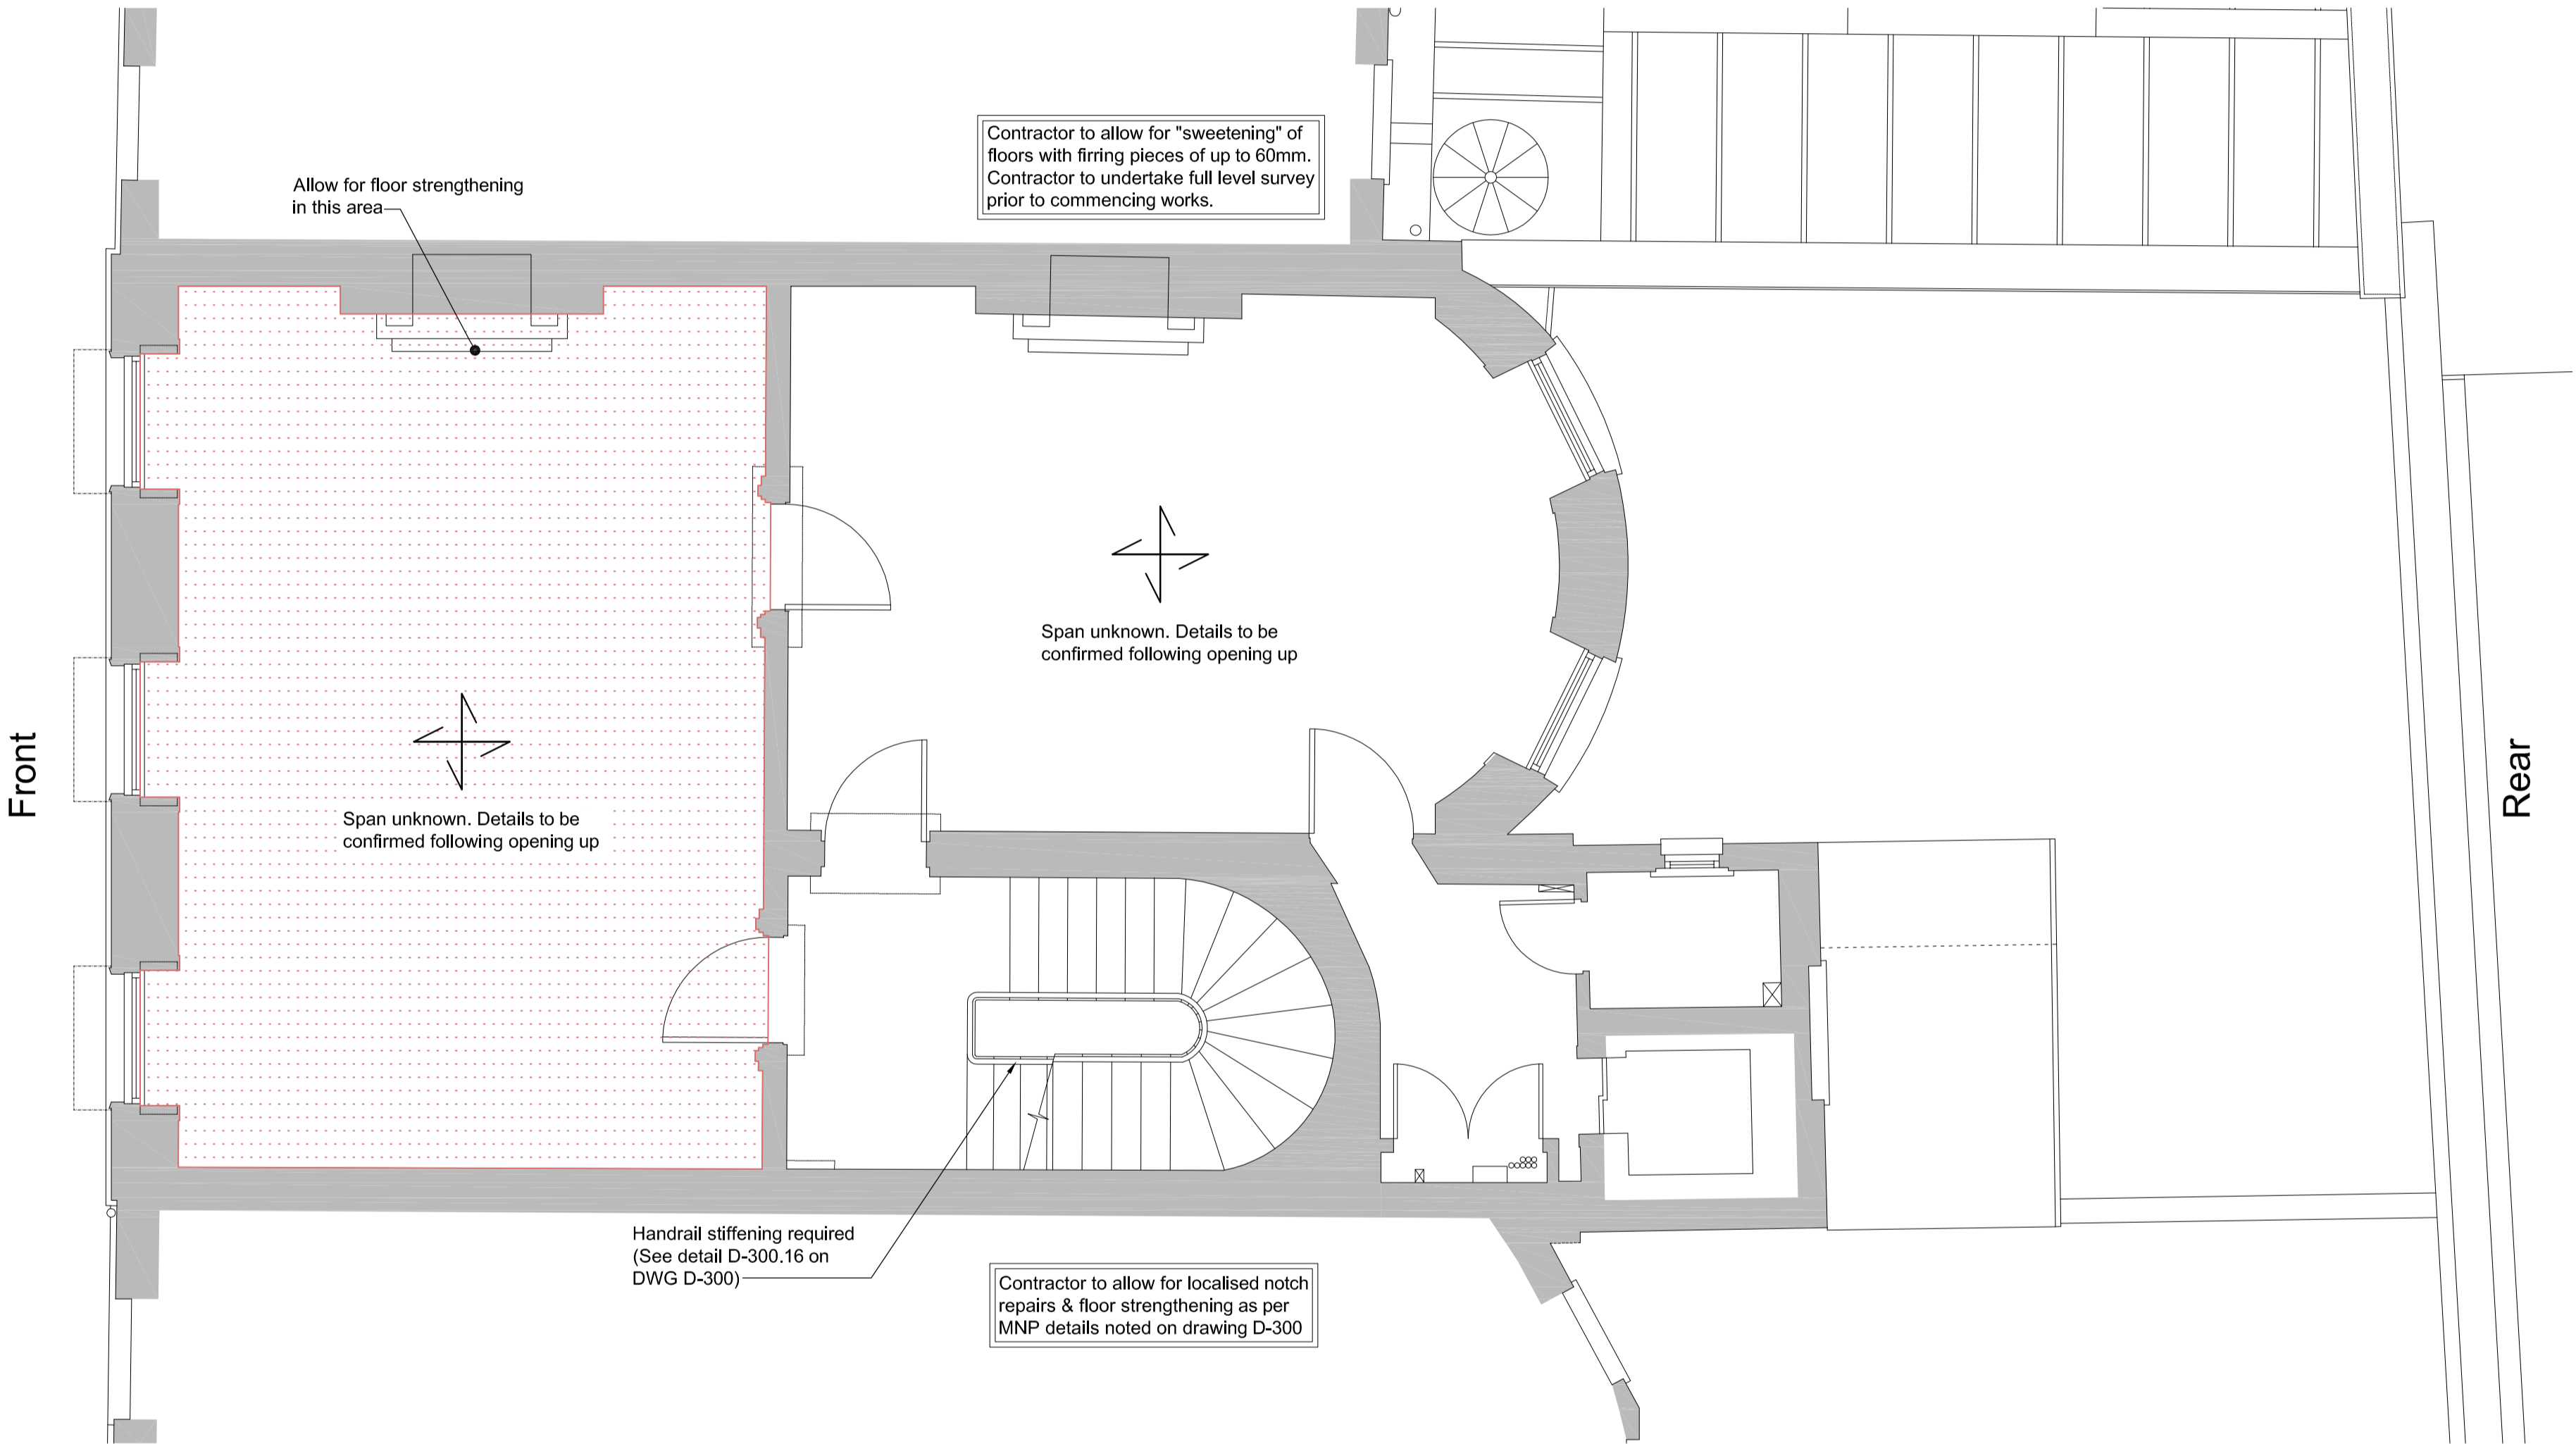 Contractor to allow for "sweetening" of
floors with firring pieces of up to 60mm.
Contractor to undertake full level survey
prior to commencing works.
Allow for floor strengthening
in this area
Span unknown. Details to be
confirmed following opening up
Front
Rear
Span unknown. Details to be
confirmed following opening up
Handrail stiffening required
(See detail D-300.16 on
DWG D-300)
Contractor to allow for localised notch
repairs & floor strengthening as per
MNP details noted on drawing D-300